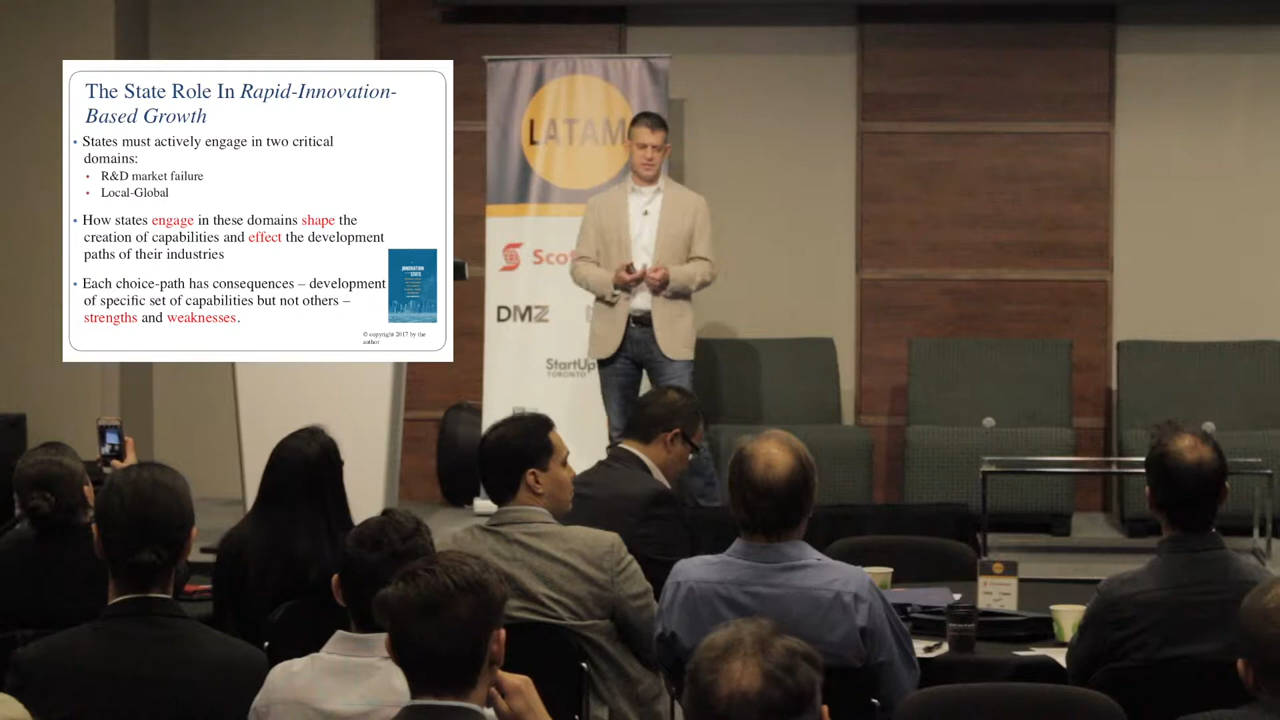 The State Role In Rapid-Innovation-
Based Growth
• States must actively engage in two critical
domains:
• R&D market failure
• Local-Global
• How states engage in these domains shape the
creation of capabilities and effect the development
paths of their industries
• Each choice-path has consequences – development
of specific set of capabilities but not others –
strengths and weaknesses.
INNOVATION
STATE
© copyright 2017 by the
author
LATAM
Scot
DMZ
StartUp
TORONTO